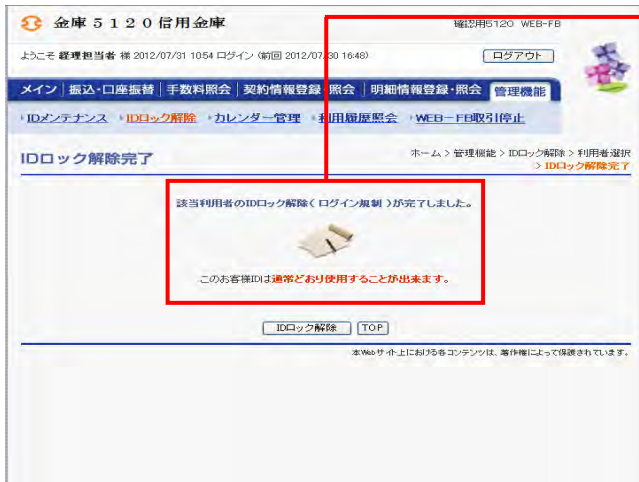 金庫5120信用金庫
確認用5120 WEB-FB
ようこそ 経理担当者 様 2012/07/31 1054 ログイン (前回 2012/07/30 16:48)
ログアウト
メイン 振込・口座振替 手数料照会 契約情報登録・照会 明細情報登録・照会 管理機能
IDメンテナンス IDロック解除 カレンダー管理 利用履歴照会 WEB-FB取引停止
IDロック解除完了
ホーム > 管理機能 > IDロック解除 > 利用者選択
> IDロック解除完了
該当利用者のIDロック解除( ログイン規制 )が完了しました。
このお客様IDは通常どおり使用することが出来ます。
IDロック解除 TOP
本Webサイト上における各コンテンツは、著作権によって保護されています。